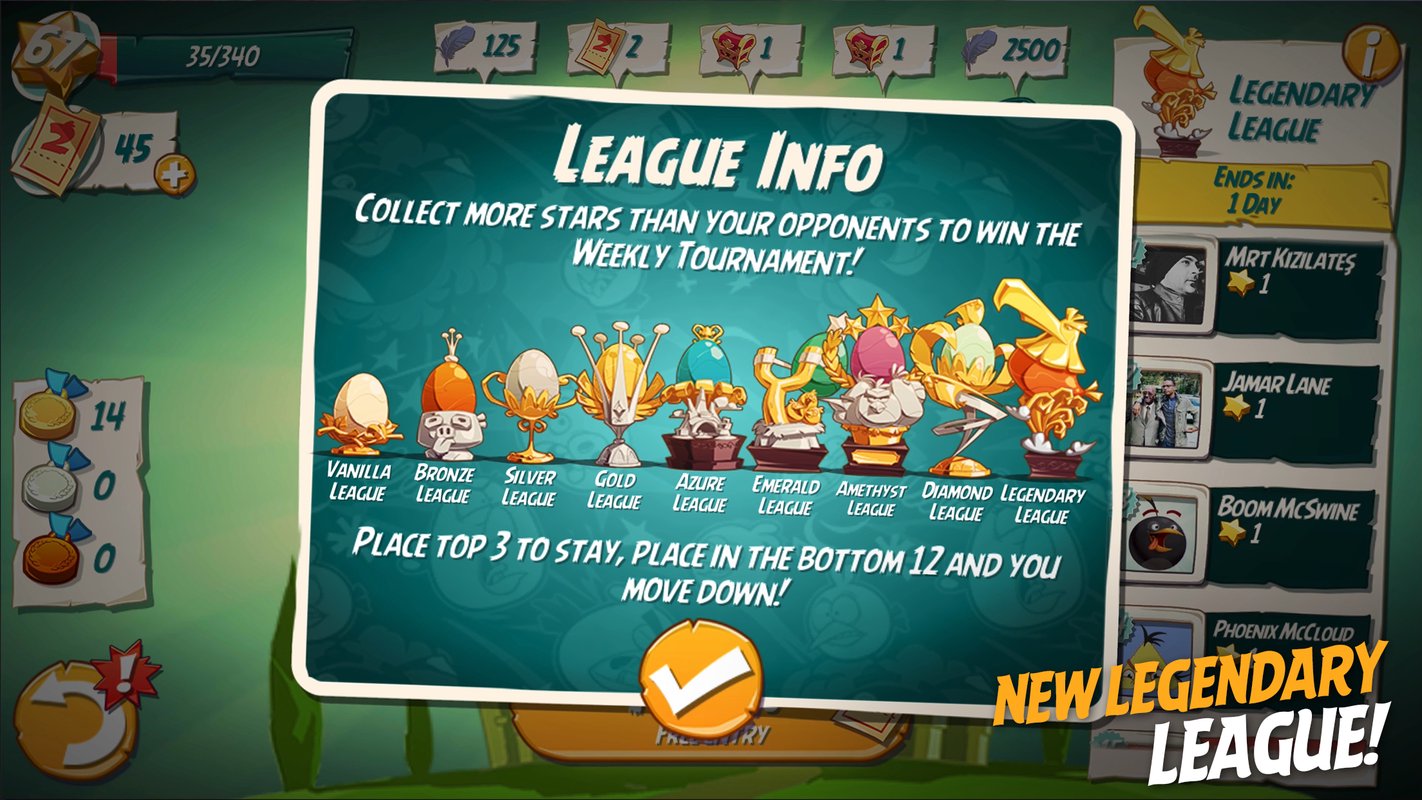 67
35/340
125
2
2
1
1
2500
i
LEGENDARY
LEAGUE
2
45
ENDS IN:
1 DAY
LEAGUE INFO
COLLECT MORE STARS THAN YOUR OPPONENTS TO WIN THE
WEEKLY TOURNAMENT!
MRT KIZILATEŞ
1
JAMAR LANE
1
BOOM MCSWINE
1
PHOENIX MCCLOUD
14
0
0
VANILLA
LEAGUE
BRONZE
LEAGUE
SILVER
LEAGUE
GOLD
LEAGUE
AZURE
LEAGUE
EMERALD
LEAGUE
AMETHYST
LEAGUE
DIAMOND
LEAGUE
LEGENDARY
LEAGUE
PLACE TOP 3 TO STAY, PLACE IN THE BOTTOM 12 AND YOU
MOVE DOWN!
!
ENTRY
NEW LEGENDARY
LEAGUE!